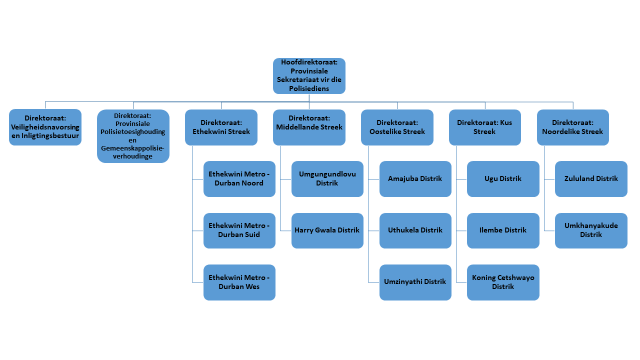 Hoofdirektoraat:
Provinsiale
Sekretariaat vir die
Polisiediens
Direktoraat:
Veiligheidsnavorsing
en Inligtingsbestuur
Direktoraat:
Provinsiale
Polisietoesighouding
en
Gemeenskappolisie-
verhoudinge
Direktoraat:
Ethekwini Streek
Direktoraat:
Middellande Streek
Direktoraat:
Oostelike Streek
Direktoraat: Kus
Streek
Direktoraat:
Noordelike Streek
Ethekwini Metro -
Durban Noord
Ethekwini Metro -
Durban Suid
Ethekwini Metro -
Durban Wes
Umgungundlovu
Distrik
Harry Gwala Distrik
Amajuba Distrik
Uthukela Distrik
Umzinyathi Distrik
Ugu Distrik
Ilembe Distrik
Koning Cetshwayo
Distrik
Zululand Distrik
Umkhanyakude
Distrik